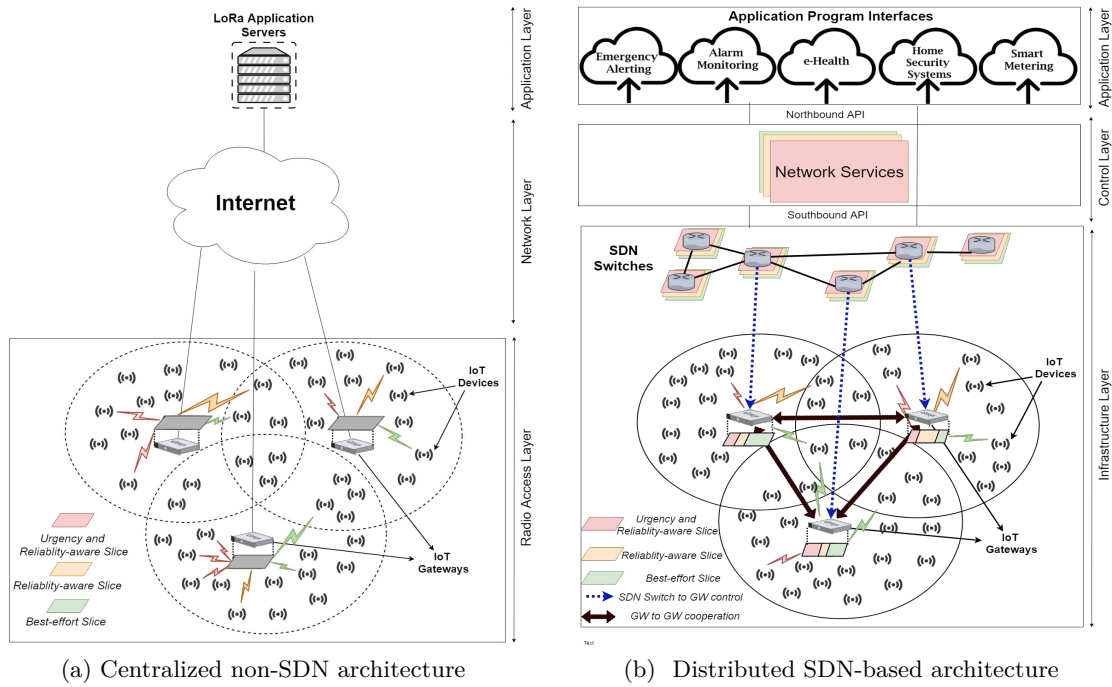 LoRa Application
Servers
Application Layer
Internet
Network Layer
IoT
Devices
Radio Access Layer
Urgency and
Reliablity-aware Slice
Reliablity-aware Slice
Best-effort Slice
IoT
Gateways
(a) Centralized non-SDN architecture
Application Program Interfaces
Emergency
Alerting
Alarm
Monitoring
e-Health
Home
Security
Systems
Smart
Metering
Application Layer
Northbound API
Network Services
Control Layer
Southbound API
SDN
Switches
IoT
Devices
Infrastructure Layer
Urgency and
Reliablity-aware Slice
Reliablity-aware Slice
Best-effort Slice
SDN Switch to GW control
GW to GW cooperation
IoT
Gateways
Text
(b) Distributed SDN-based architecture